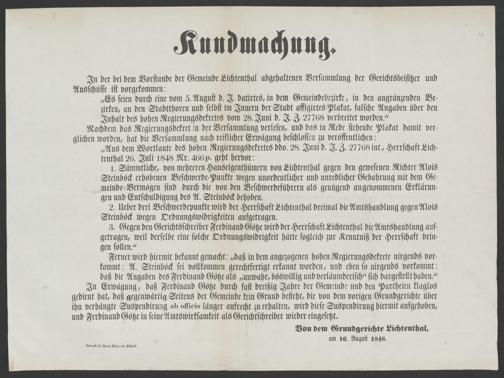 Kundmachung.
In der bei dem Vorstande der Gemeinde Lichtenthal abgehaltenen Versammlung der Gerichtsbeisitzer und
Ausschüsse ist vorgekommen:
„Es seien durch eine vom 5. August d. J. datirtes, in dem Gemeindebezirke, in den angränzenden Be-
zirken, an den Stadtthoren und selbst im Innern der Stadt affigirtes Plakat, falsche Angaben über den
Inhalt des hohen Regierungsdekretes vom 28. Juni d. J. Z. 27768 verbreitet worden.“
Nachdem das Regierungsdekret in der Versammlung verlesen, und das in Rede stehende Plakat damit ver-
glichen worden, hat die Versammlung nach reiflicher Erwägung beschlossen zu veröffentlichen:
„Aus dem Wortlaute des hohen Regierungsdekretes ddo. 28. Juni d. J. Z. 27768 int., Herrschaft Lich-
tenthal 26. Juli 1848 Nr. 466 p. geht hervor:
1. Sämmtliche, von mehreren Hauseigenthümern von Lichtenthal gegen den gewesenen Richter Alois
Steinböck erhobenen Beschwerde-Punkte wegen unordentlicher und unredlicher Gebahrung mit dem Ge-
meinde-Vermögen sind durch die von den Beschwerdeführern als genügend angenommenen Erklärun-
gen und Entschuldigung des A. Steinböck behoben.
2. Ueber drei Beschwerdepunkte wird der Herrschaft Lichtenthal dreimal die Amtshandlung gegen Alois
Steinböck wegen Ordnungswidrigkeiten aufgetragen.
3. Gegen den Gerichtschreiber Ferdinand Götze wird der Herrschaft Lichtenthal die Amtshandlung auf-
getragen, weil derselbe eine solche Ordnungswidrigkeit hätte sogleich zur Kenntniß der Herrschaft brin-
gen sollen.“
Ferner wird hiermit bekannt gemacht: „daß in dem angezogenen hohen Regierungsdekrete nirgends vor-
kommt: A. Steinböck sei vollkommen gerechtfertigt erkannt worden, und eben so nirgends vorkommt:
daß die Angaben des Ferdinand Götze als „unwahr, böswillig und verläumderisch“ sich dargestellt haben.“
In Erwägung, daß Ferdinand Götze durch fast dreißig Jahre der Gemeinde und den Partheien klaglos
gedient hat, daß gegenwärtig Seitens der Gemeinde kein Grund besteht, die von dem vorigen Grundgerichte über
ihn verhängte Suspendirung ab officio länger aufrecht zu erhalten, wird diese Suspendirung hiermit aufgehoben,
und Ferdinand Götze in seine Amtswirksamkeit als Gerichtschreiber wieder eingesetzt.
Von dem Grundgerichte Lichtenthal,
am 16. August 1848.